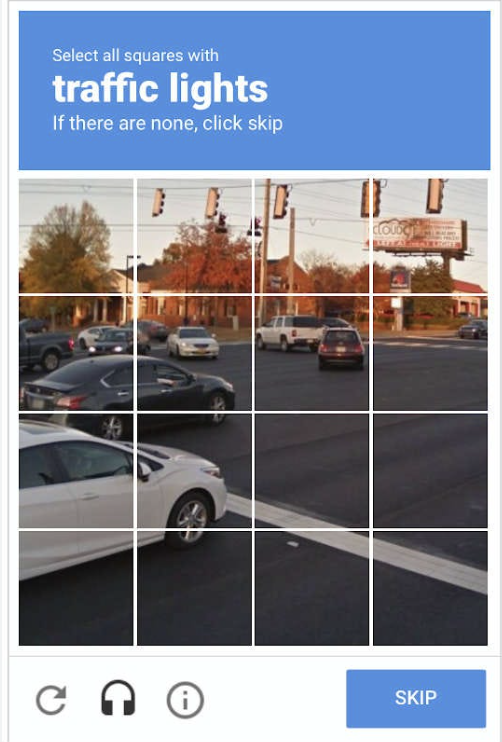 Select all squares with
traffic lights
If there are none, click skip
SKIP